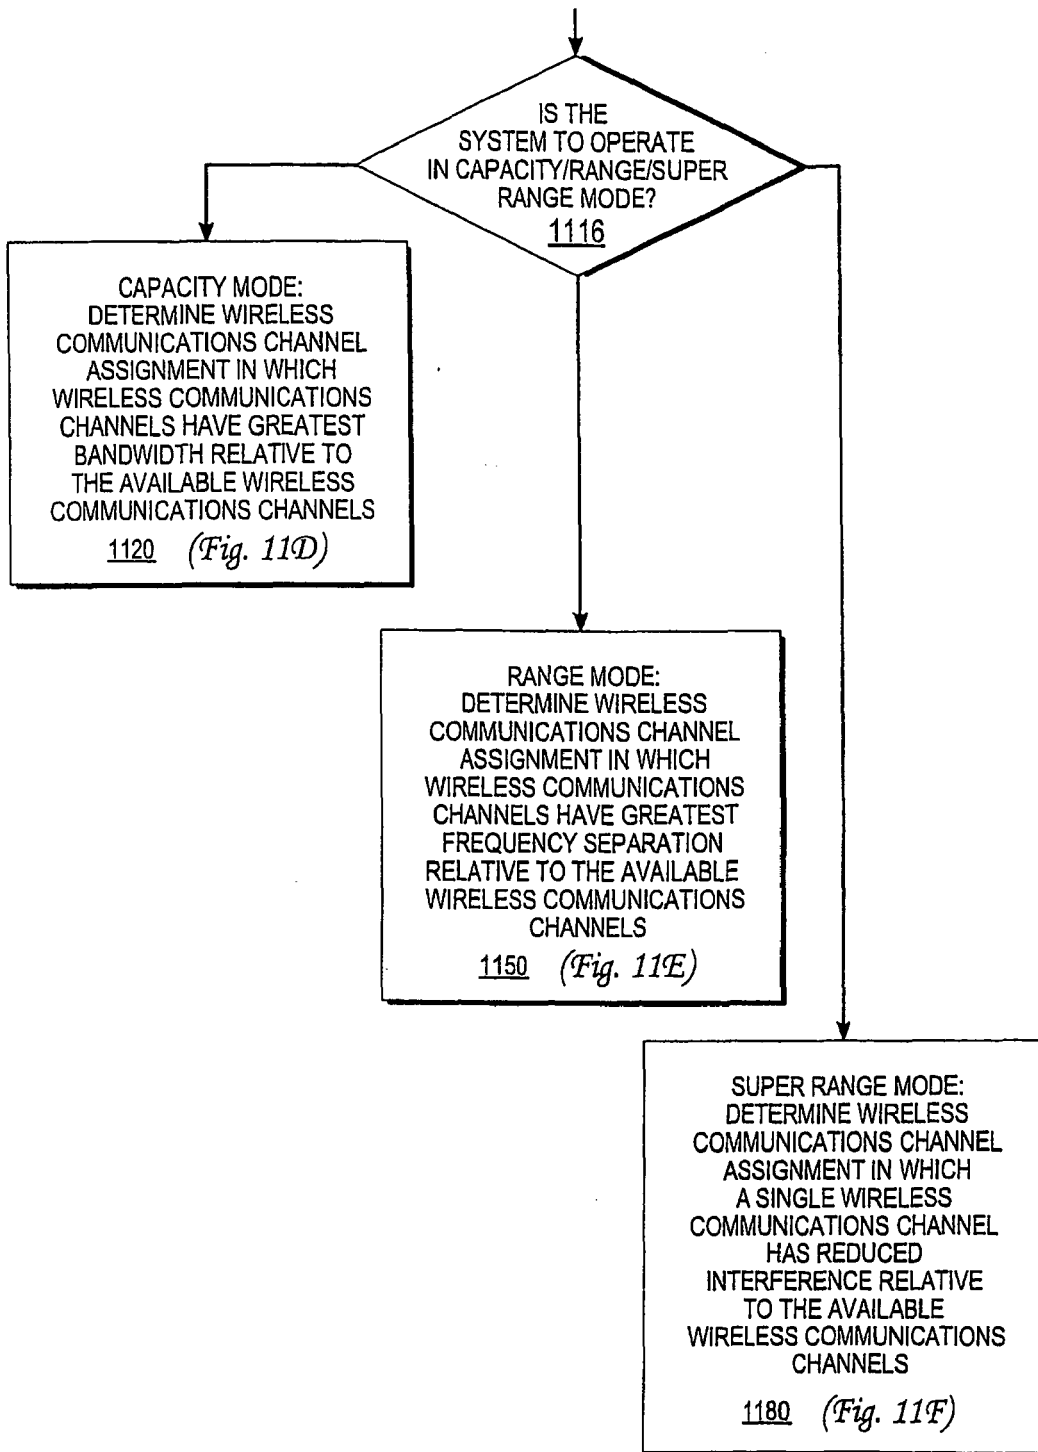 IS THE
SYSTEM TO OPERATE
IN CAPACITY/RANGE/SUPER
RANGE MODE?
1116
CAPACITY MODE:
DETERMINE WIRELESS
COMMUNICATIONS CHANNEL
ASSIGNMENT IN WHICH
WIRELESS COMMUNICATIONS
CHANNELS HAVE GREATEST
BANDWIDTH RELATIVE TO
THE AVAILABLE WIRELESS
COMMUNICATIONS CHANNELS
1120 (Fig. 11D)
RANGE MODE:
DETERMINE WIRELESS
COMMUNICATIONS CHANNEL
ASSIGNMENT IN WHICH
WIRELESS COMMUNICATIONS
CHANNELS HAVE GREATEST
FREQUENCY SEPARATION
RELATIVE TO THE AVAILABLE
WIRELESS COMMUNICATIONS
CHANNELS
1150 (Fig. 11E)
SUPER RANGE MODE:
DETERMINE WIRELESS
COMMUNICATIONS CHANNEL
ASSIGNMENT IN WHICH
A SINGLE WIRELESS
COMMUNICATIONS CHANNEL
HAS REDUCED
INTERFERENCE RELATIVE
TO THE AVAILABLE
WIRELESS COMMUNICATIONS
CHANNELS
1180 (Fig. 11F)